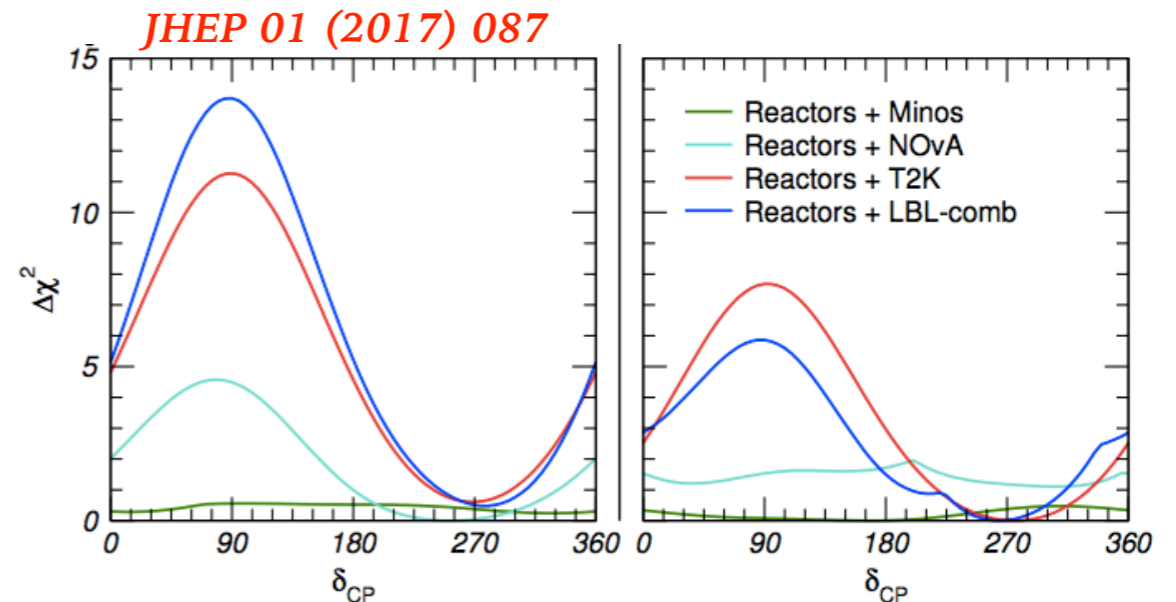 JHEP 01 (2017) 087
15
10
5
0
Δχ²
0 90 180 270 360
δCP
Reactors + Minos
Reactors + NOvA
Reactors + T2K
Reactors + LBL-comb
0 90 180 270 360
δCP